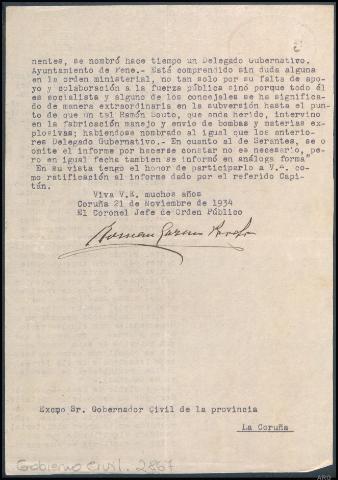 2
nentes, se nombró hace tiempo un Delegado Gubernativo.
Ayuntamiento de Fene.- Está comprendido sin duda alguna
en la orden ministerial, no tan solo por su falta de apo-
yo y colaboración a la fuerza pública sinó porque todo él
es socialista y alguno de los concejales se ha significa-
do de manera extraordinaria en la subversión hasta el pun-
to de que un tal Ramón Souto, que anda herido, intervino
en la fabricación manejo y envio de bombas y materias ex-
plosivas; habiendose nombrado al igual que los anterio-
res Delegado Gubernativo.- En cuanto al de Serantes, se o-
omite el informe por hacerse constar no es necesario, pe-
ro en igual fecha tambien se informó en análoga forma"
En su vista tengo el honor de participarlo a V.E. co-
mo ratificación al informe dado por el referido Capi-
tán.
Viva V.E. muchos años
Coruña 21 de Noviembre de 1934
El Coronel Jefe de Orden Público
Excmo Sr. Gobernador Civil de la provincia
La Coruña
Gobierno Civil. 2867